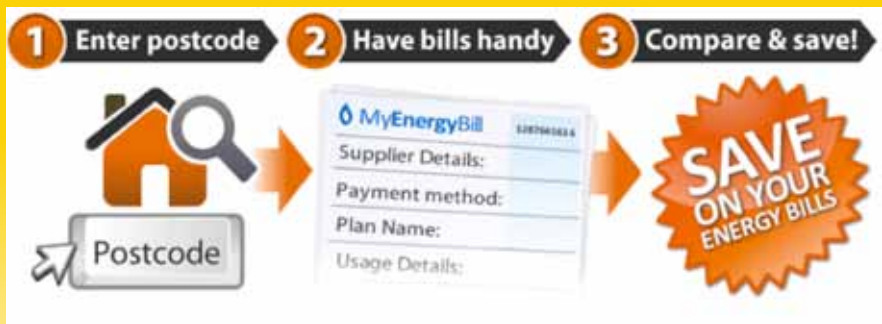 1 Enter postcode
2 Have bills handy
3 Compare & save!
Postcode
MyEnergyBill
Supplier Details:
Payment method:
Plan Name:
Usage Details:
SAVE
ON YOUR
ENERGY BILLS